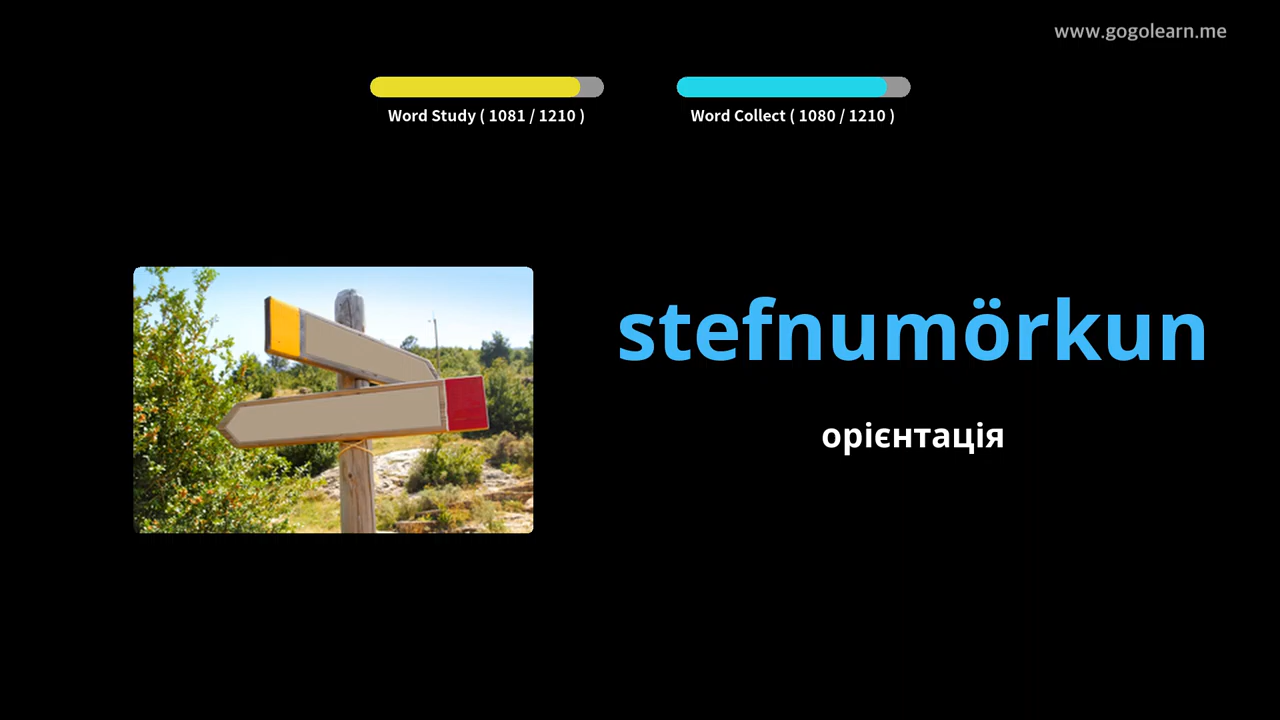 www.gogolearn.me
Word Study ( 1081 / 1210 )
Word Collect ( 1080 / 1210 )
stefnumörkun
орієнтація